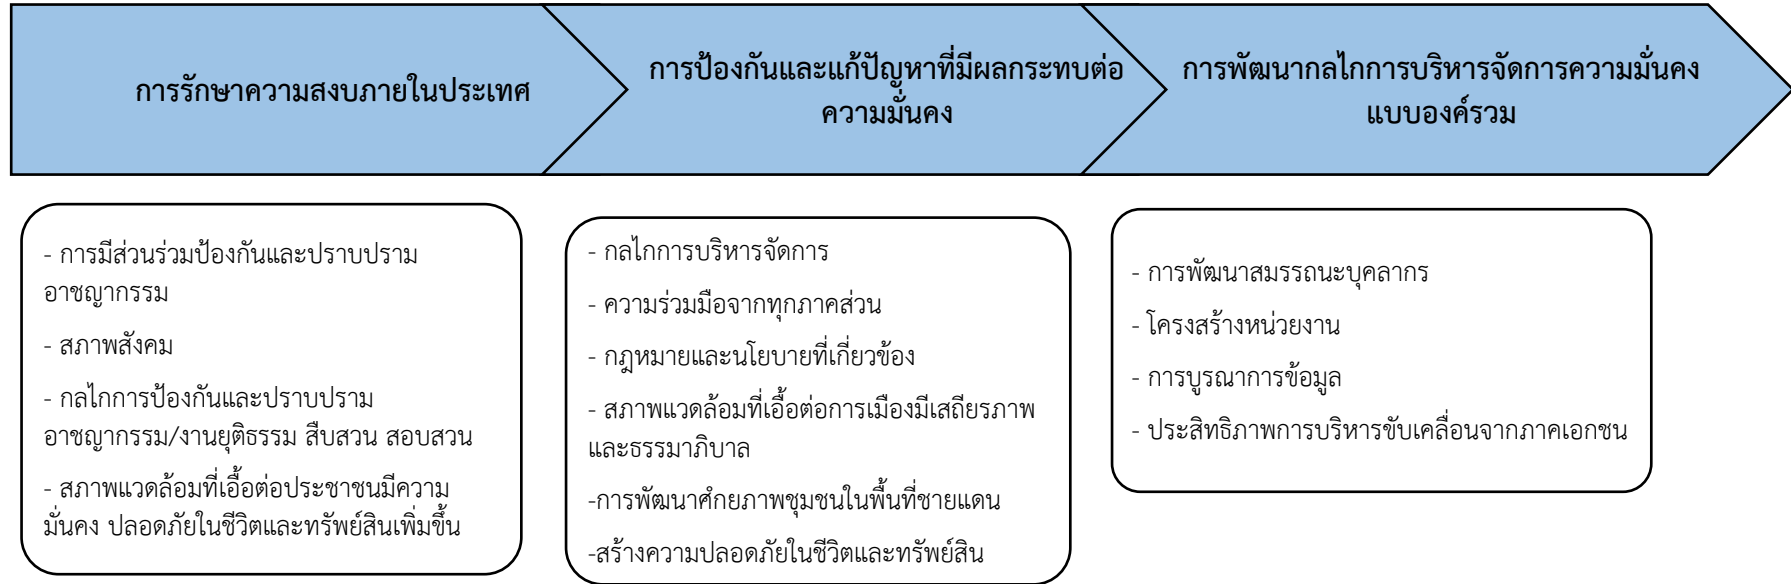 การรักษาความสงบภายในประเทศ
การป้องกันและแก้ปัญหาที่มีผลกระทบต่อ
ความมั่นคง
การพัฒนากลไกการบริหารจัดการความมั่นคง
แบบองค์รวม
- การมีส่วนร่วมป้องกันและปราบปราม
อาชญากรรม
- สภาพสังคม
- กลไกการป้องกันและปราบปราม
อาชญากรรม/งานยุติธรรม สืบสวน สอบสวน
- สภาพแวดล้อมที่เอื้อต่อประชาชนมีความ
มั่นคง ปลอดภัยในชีวิตและทรัพย์สินเพิ่มขึ้น
- กลไกการบริหารจัดการ
- ความร่วมมือจากทุกภาคส่วน
- กฎหมายและนโยบายที่เกี่ยวข้อง
- สภาพแวดล้อมที่เอื้อต่อการเมืองมีเสถียรภาพ
และธรรมาภิบาล
-การพัฒนาศํกยภาพชุมชนในพื้นที่ชายแดน
-สร้างความปลอดภัยในชีวิตและทรัพย์สิน
- การพัฒนาสมรรถนะบุคลากร
- โครงสร้างหน่วยงาน
- การบูรณาการข้อมูล
- ประสิทธิภาพการบริหารขับเคลื่อนจากภาคเอกชน